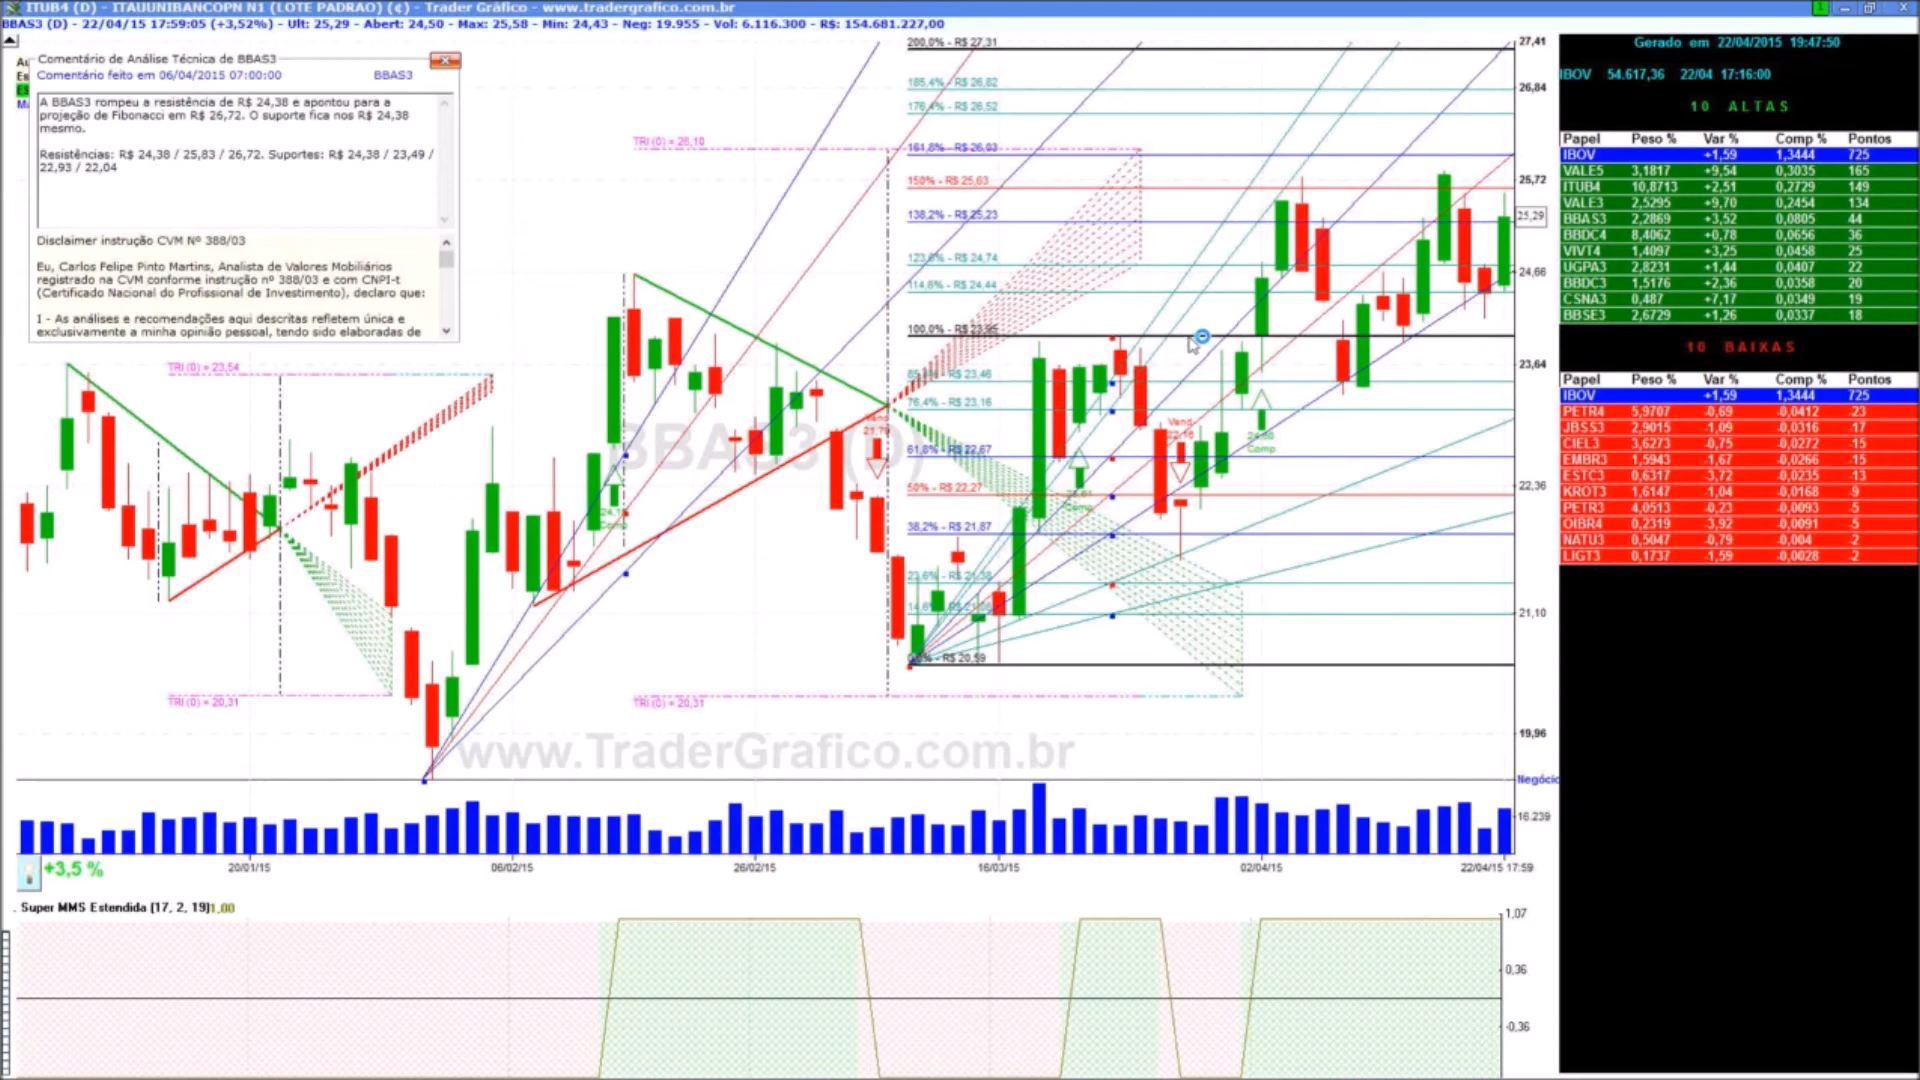 ITUB4 (D) - ITAUUNIBANCOPN N1 (LOTE PADRAO) (¢) - Trader Gráfico - www.tradergrafico.com.br
BBAS3 (D) - 22/04/15 17:59:05 (+3,52%) - Ult: 25,29 - Abert: 24,50 - Max: 25,58 - Min: 24,43 - Neg: 19.955 - Vol: 6.116.300 - R$: 154.681.227,00
Comentário de Análise Técnica de BBAS3
Comentário feito em 06/04/2015 07:00:00 BBAS3
A BBAS3 rompeu a resistência de R$ 24,38 e apontou para a
projeção de Fibonacci em R$ 26,72. O suporte fica nos R$ 24,38
mesmo.
Resistências: R$ 24,38 / 25,83 / 26,72. Suportes: R$ 24,38 / 23,49 /
22,93 / 22,04
Disclaimer instrução CVM Nº 388/03
Eu, Carlos Felipe Pinto Martins, Analista de Valores Mobiliários
registrado na CVM conforme instrução nº 388/03 e com CNPI-t
(Certificado Nacional do Profissional de Investimento), declaro que:
I - As análises e recomendações aqui descritas refletem única e
exclusivamente a minha opinião pessoal, tendo sido elaboradas de
TRI (0) = 23,54
TRI (0) = 20,31
TRI (0) = 26,10
TRI (0) = 20,31
200,0% - R$ 27,31
185,4% - R$ 26,82
176,4% - R$ 26,52
161,8% - R$ 26,03
150% - R$ 25,63
138,2% - R$ 25,23
123,6% - R$ 24,74
114,6% - R$ 24,44
100,0% - R$ 23,95
R$ 23,46
76,4% - R$ 23,16
61,8% - R$ 22,67
50% - R$ 22,27
38,2% - R$ 21,87
23,6% - R$ 21,38
R$ 20,59
Vend
Comp
BBAS3 (D)
www.TraderGrafico.com.br
27,41
26,84
25,72
25,29
24,66
23,64
22,36
21,10
19,96
Negócio
16.239
+3,5 %
20/01/15 06/02/15 26/02/15 16/03/15 02/04/15 22/04/15 17:59
Super MMS Estendida (17, 2, 19) 1,00
1,07
0,36
-0,36
Gerado em 22/04/2015 19:47:50
IBOV 54.617,36 22/04 17:16:00
10 ALTAS
Papel Peso % Var % Comp % Pontos
IBOV +1,59 1,3444 725
VALE5 3,1817 +9,54 0,3035 165
ITUB4 10,8713 +2,51 0,2729 149
VALE3 2,5295 +9,70 0,2454 134
BBAS3 2,2869 +3,52 0,0805 44
BBDC4 8,4062 +0,78 0,0656 36
VIVT4 1,4097 +3,25 0,0458 25
UGPA3 2,8231 +1,44 0,0407 22
BBDC3 1,5176 +2,36 0,0358 20
CSNA3 0,487 +7,17 0,0349 19
BBSE3 2,6729 +1,26 0,0337 18
10 BAIXAS
Papel Peso % Var % Comp % Pontos
IBOV +1,59 1,3444 725
PETR4 5,9707 -0,69 -0,0412 -23
JBSS3 2,9015 -1,09 -0,0316 -17
CIEL3 3,6273 -0,75 -0,0272 -15
EMBR3 1,5943 -1,67 -0,0266 -15
ESTC3 0,6317 -3,72 -0,0235 -13
KROT3 1,6147 -1,04 -0,0168 -9
PETR3 4,0513 -0,23 -0,0093 -5
OIBR4 0,2319 -3,92 -0,0091 -5
NATU3 0,5047 -0,79 -0,004 -2
LIGT3 0,1737 -1,59 -0,0028 -2